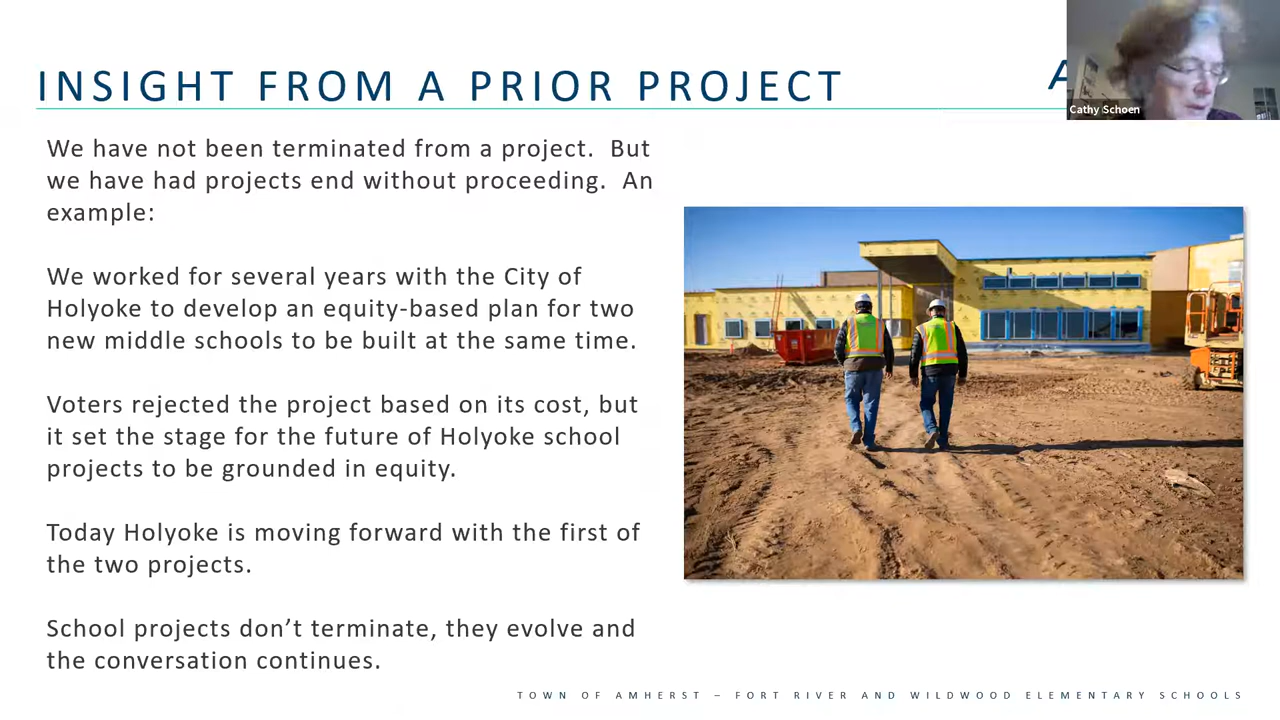 INSIGHT FROM A PRIOR PROJECT
Cathy Schoen
We have not been terminated from a project.  But
we have had projects end without proceeding.  An
example:
We worked for several years with the City of
Holyoke to develop an equity-based plan for two
new middle schools to be built at the same time.
Voters rejected the project based on its cost, but
it set the stage for the future of Holyoke school
projects to be grounded in equity.
Today Holyoke is moving forward with the first of
the two projects.
School projects don’t terminate, they evolve and
the conversation continues.
TOWN OF AMHERST – FORT RIVER AND WILDWOOD ELEMENTARY SCHOOLS